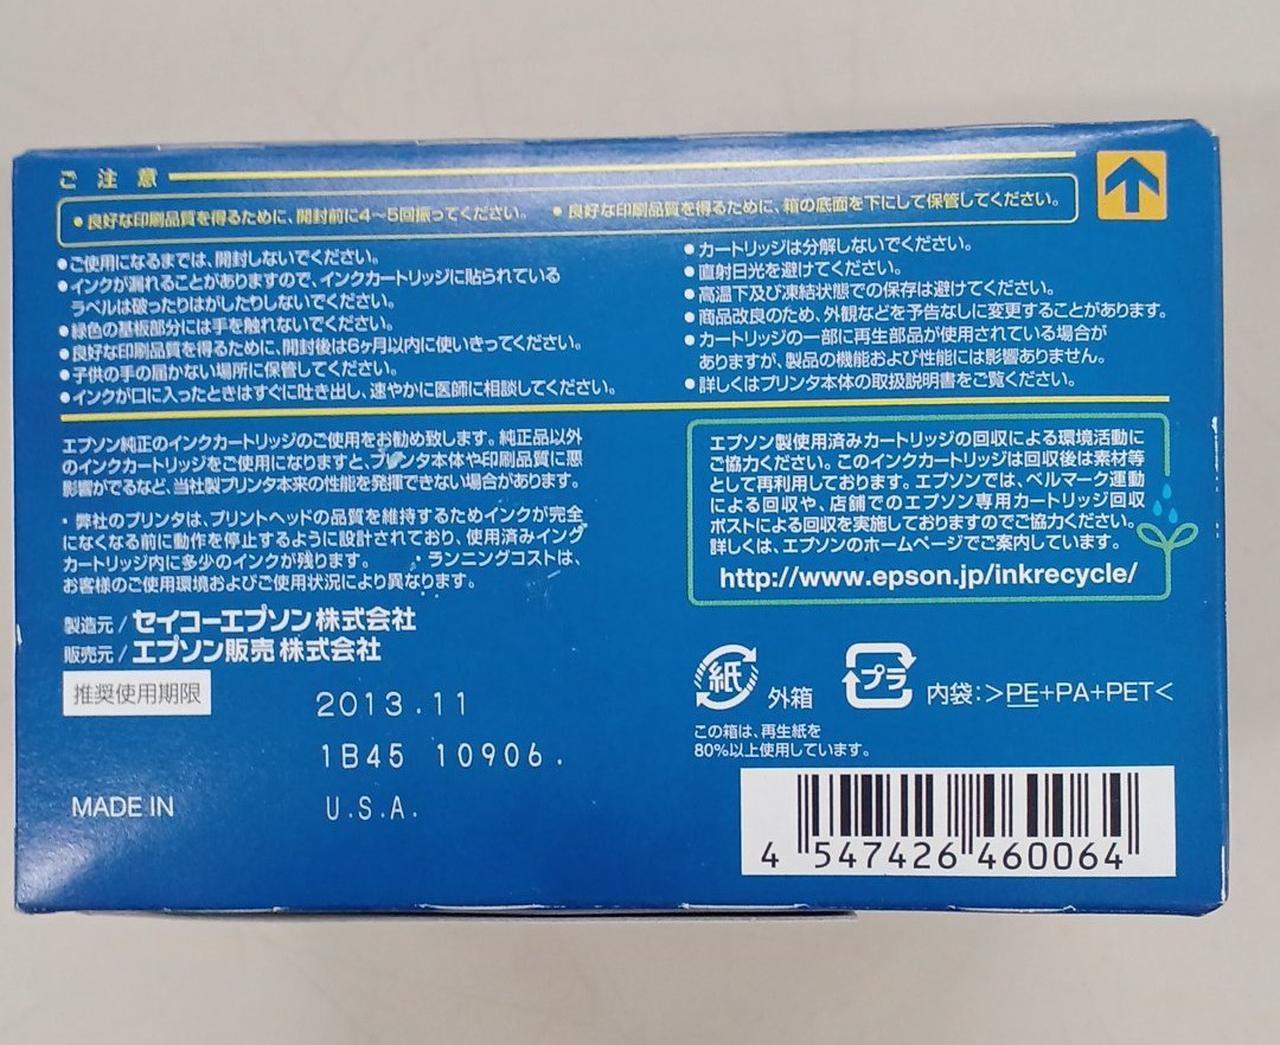 ご注意
●良好な印刷品質を得るために、開封前に4〜5回振ってください。 ●良好な印刷品質を得るために、箱の底面を下にして保管してください。
●ご使用になるまでは、開封しないでください。
●インクが漏れることがありますので、インクカートリッジに貼られている
ラベルは破ったりはがしたりしないでください。
●緑色の基板部分には手を触れないでください。
●良好な印刷品質を得るために、開封後は6ヶ月以内に使いきってください。
●子供の手の届かない場所に保管してください。
●インクが口に入ったときはすぐに吐き出し、速やかに医師に相談してください。
●カートリッジは分解しないでください。
●直射日光を避けてください。
●高温下及び凍結状態での保存は避けてください。
●商品改良のため、外観などを予告なしに変更することがあります。
●カートリッジの一部に再生部品が使用されている場合が
ありますが、製品の機能および性能には影響ありません。
●詳しくはプリンタ本体の取扱説明書をご覧ください。
エプソン純正のインクカートリッジのご使用をお勧め致します。純正品以外
のインクカートリッジをご使用になりますと、プリンタ本体や印刷品質に悪
影響がでるなど、当社製プリンタ本来の性能を発揮できない場合があります。
・弊社のプリンタは、プリントヘッドの品質を維持するためインクが完全
になくなる前に動作を停止するように設計されており、使用済みインク
カートリッジ内に多少のインクが残ります。 ・ランニングコストは、
お客様のご使用環境およびご使用状況により異なります。
製造元/セイコーエプソン株式会社
販売元/エプソン販売株式会社
推奨使用期限 2013.11
1B45 10906.
MADE IN U.S.A.
エプソン製使用済みカートリッジの回収による環境活動に
ご協力ください。このインクカートリッジは回収後は素材等
として再利用しております。エプソンでは、ベルマーク運動
による回収や、店舗でのエプソン専用カートリッジ回収
ポストによる回収を実施しておりますのでご協力ください。
詳しくは、エプソンのホームページでご案内しています。
http://www.epson.jp/inkrecycle/
紙 外箱 プラ 内袋:>PE+PA+PET<
この箱は、再生紙を
80%以上使用しています。
4 547426 460064